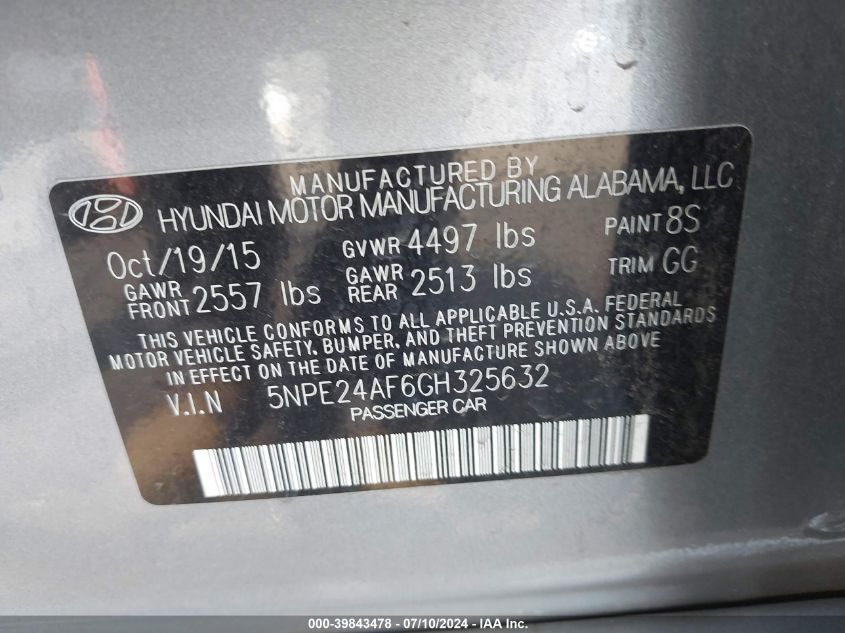 MANUFACTURED BY
HYUNDAI MOTOR MANUFACTURING ALABAMA, LLC
Oct/19/15 GVWR 4497 lbs PAINT 8S
GAWR FRONT 2557 lbs GAWR REAR 2513 lbs TRIM GG
THIS VEHICLE CONFORMS TO ALL APPLICABLE U.S.A. FEDERAL
MOTOR VEHICLE SAFETY, BUMPER, AND THEFT PREVENTION STANDARDS
IN EFFECT ON THE DATE OF MANUFACTURE SHOWN ABOVE
V.I.N 5NPE24AF6GH325632
PASSENGER CAR
000-39843478 - 07/10/2024 - IAA Inc.